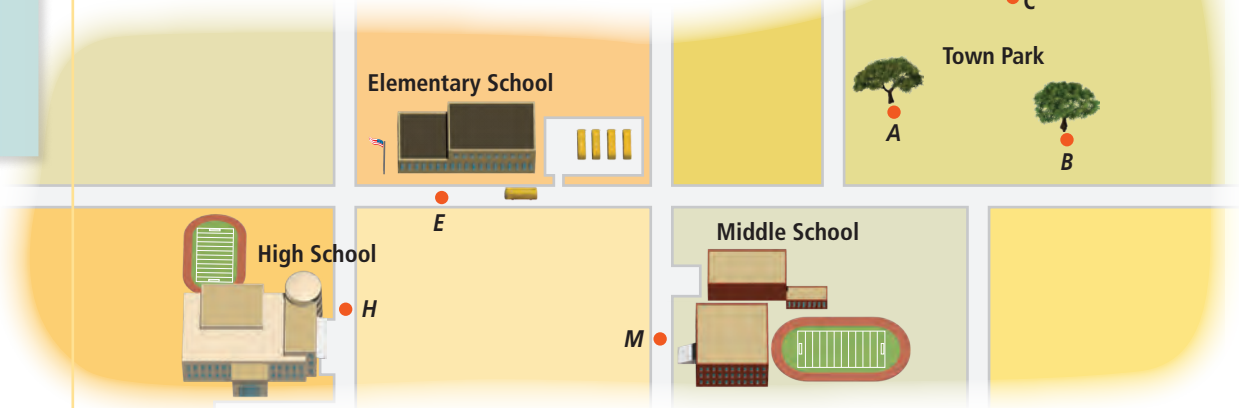 C
Town Park
Elementary School
A
B
E
Middle School
High School
H
M